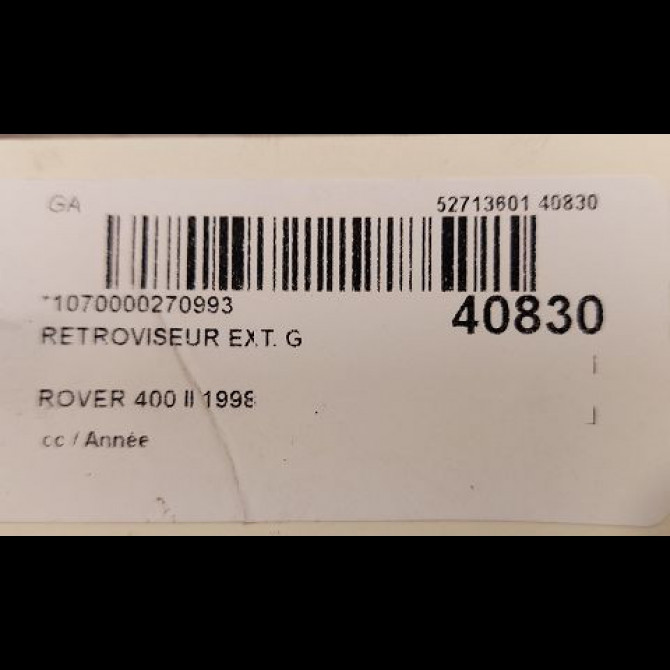 GA 52713601 40830
*1070000270993 40830
RETROVISEUR EXT. G
ROVER 400 II 1998
cc / Année